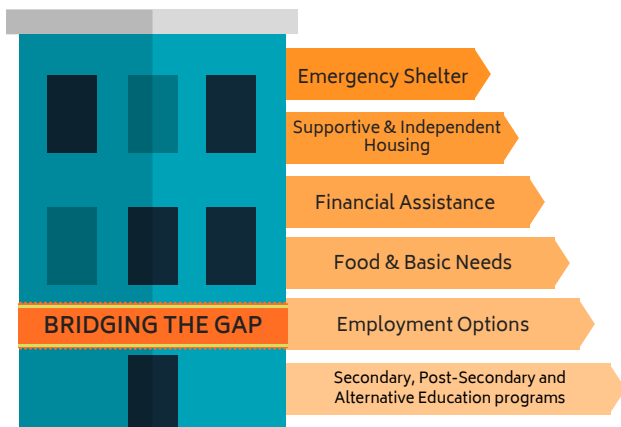 Emergency Shelter
Supportive & Independent
Housing
Financial Assistance
Food & Basic Needs
BRIDGING THE GAP
Employment Options
Secondary, Post-Secondary and
Alternative Education programs